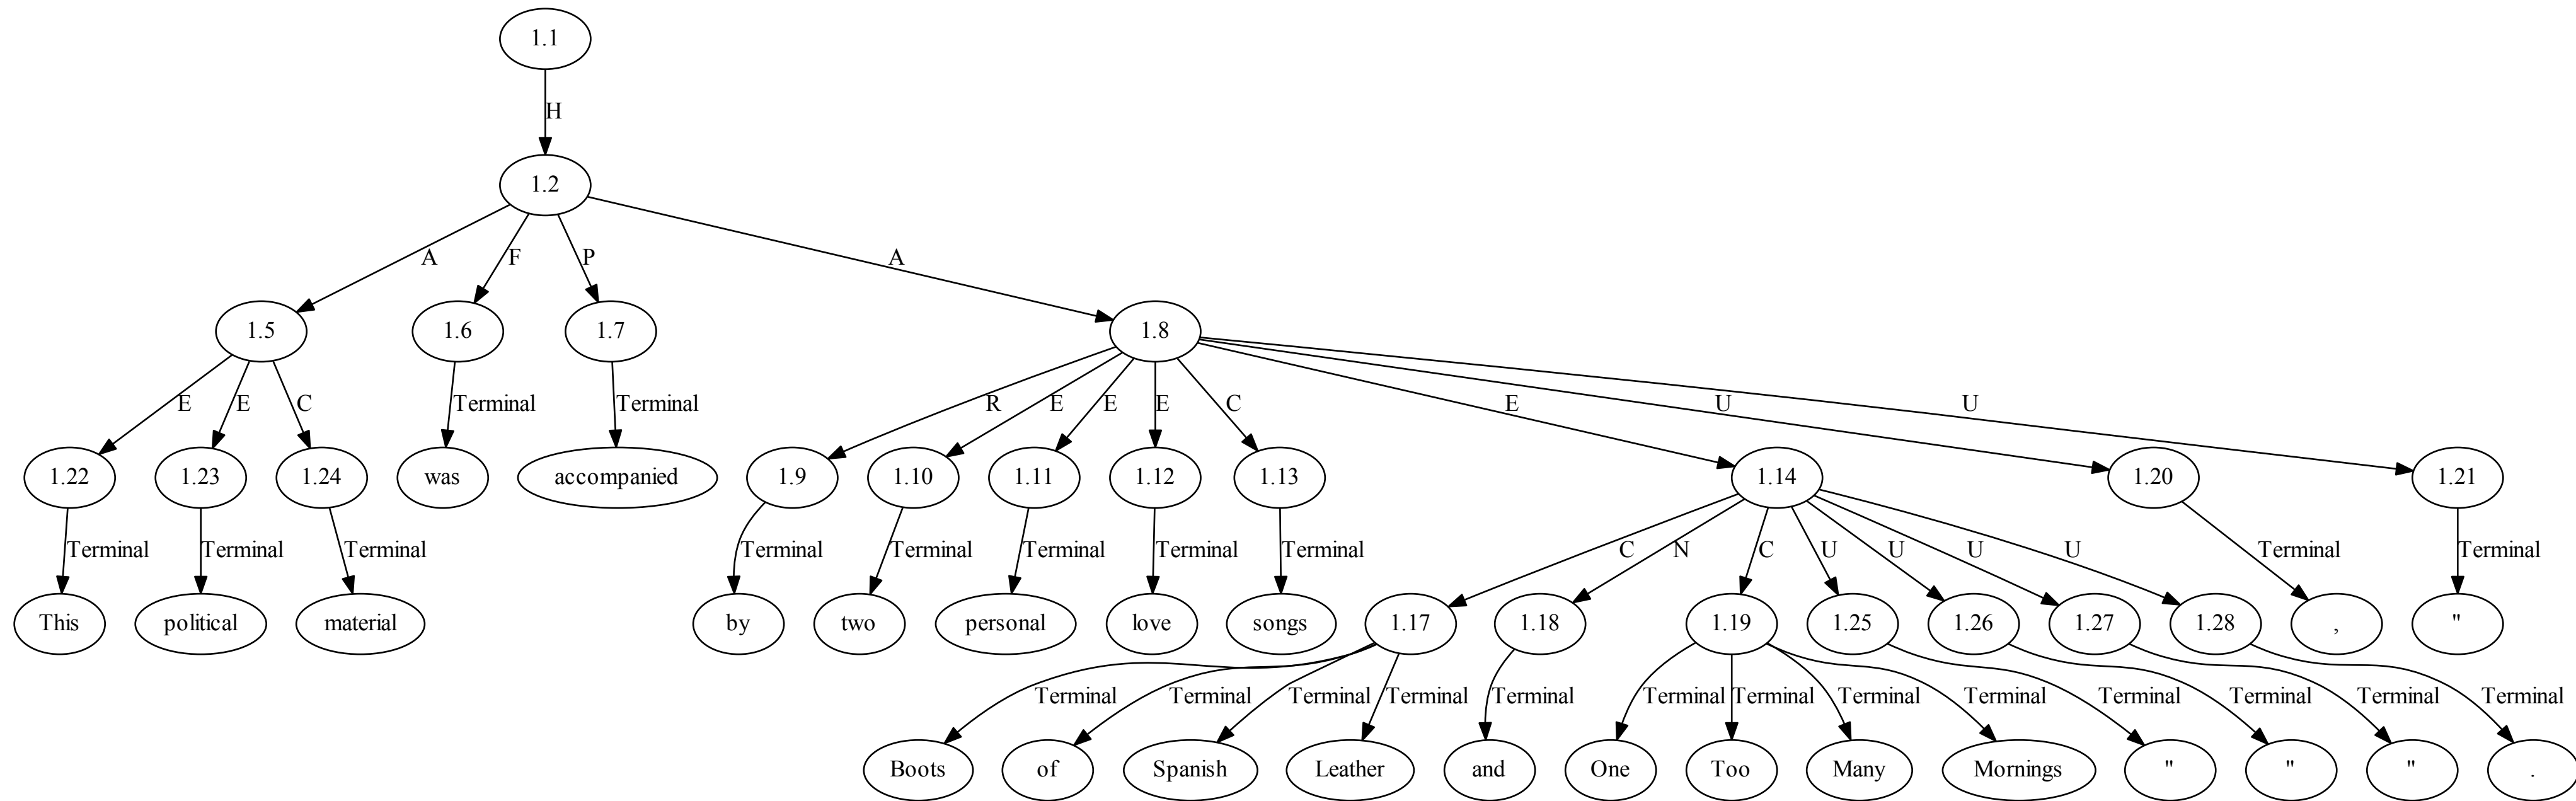 1.1
H
1.2
A F P A
1.5 1.6 1.7 1.8
E E C Terminal Terminal R E E E C E U U
1.22 1.23 1.24 was accompanied 1.9 1.10 1.11 1.12 1.13 1.14 1.20 1.21
Terminal Terminal Terminal Terminal Terminal Terminal Terminal Terminal C N C U U U U Terminal Terminal
This political material by two personal love songs 1.17 1.18 1.19 1.25 1.26 1.27 1.28 , "
Terminal Terminal Terminal Terminal Terminal Terminal Terminal Terminal Terminal Terminal Terminal Terminal Terminal
Boots of Spanish Leather and One Too Many Mornings " " " .